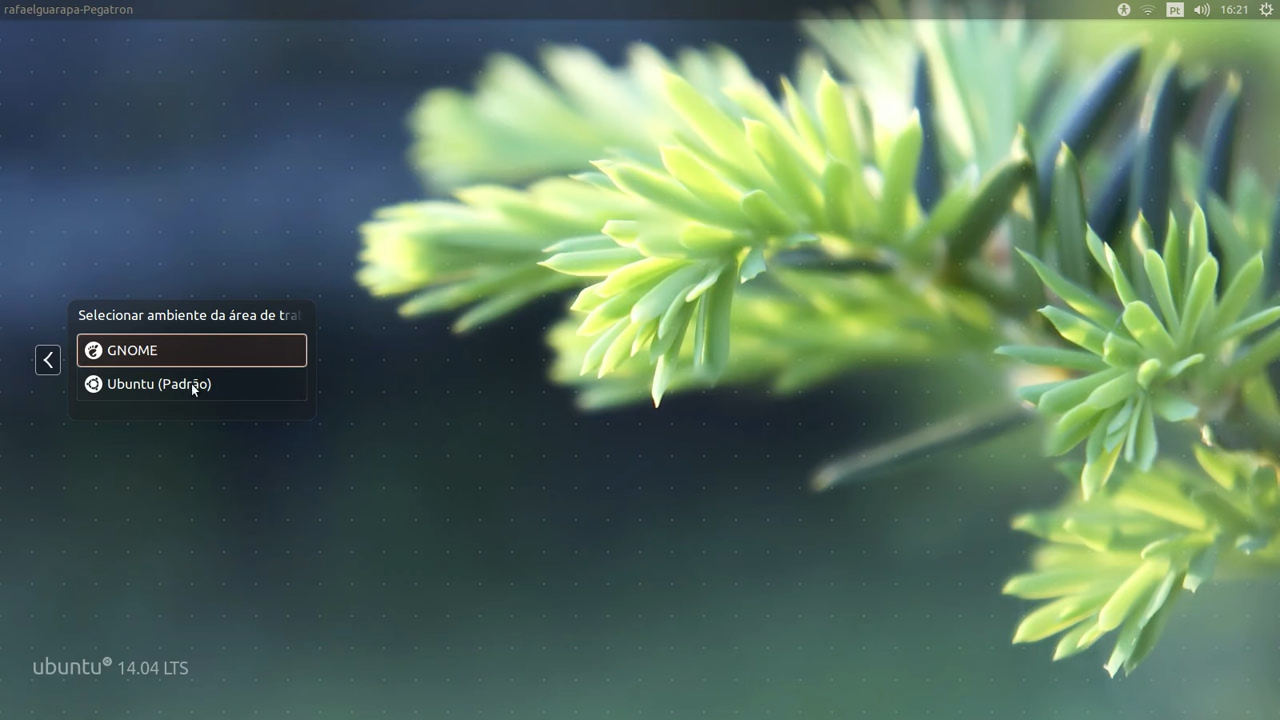 rafaelguarapa-Pegatron
Pt
16:21
Selecionar ambiente da área de tra
GNOME
Ubuntu (Padrão)
ubuntu 14.04 LTS